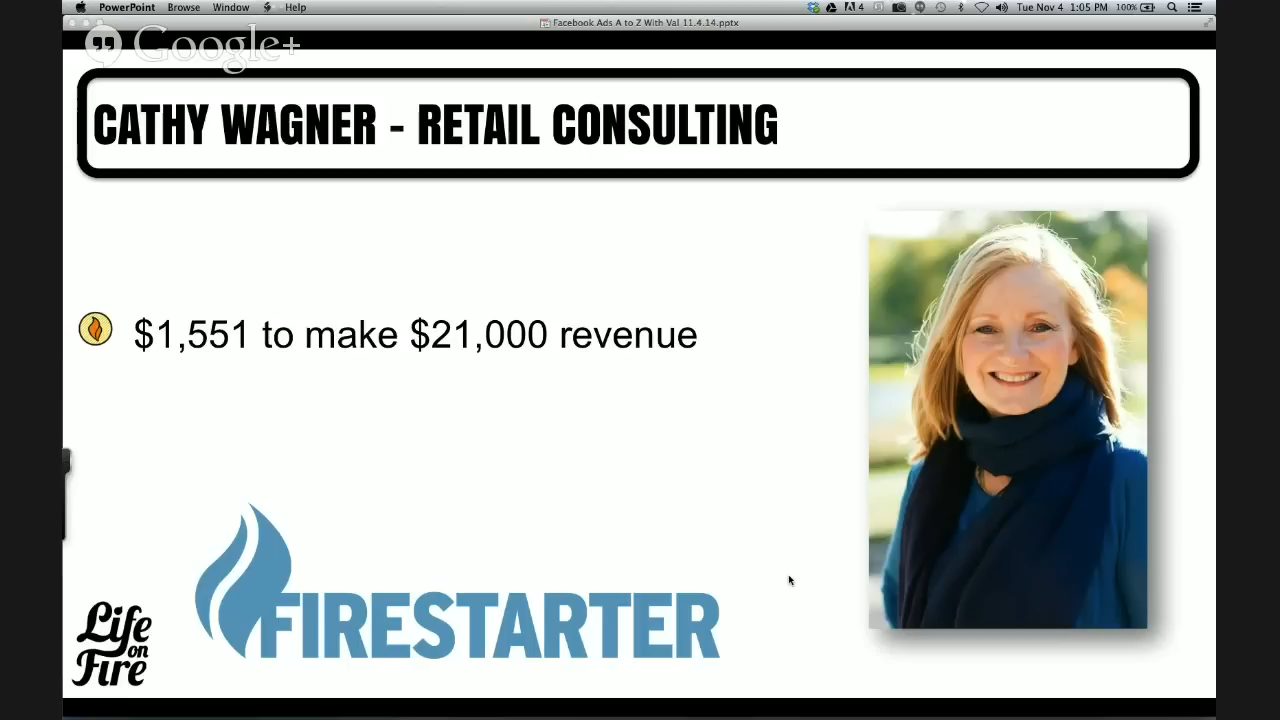 PowerPoint Browse Window Help 4 Tue Nov 4 1:05 PM 100%
Facebook Ads A to Z With Val 11.4.14.pptx
Google+
CATHY WAGNER - RETAIL CONSULTING
$1,551 to make $21,000 revenue
FIRESTARTER
Life
on
Fire